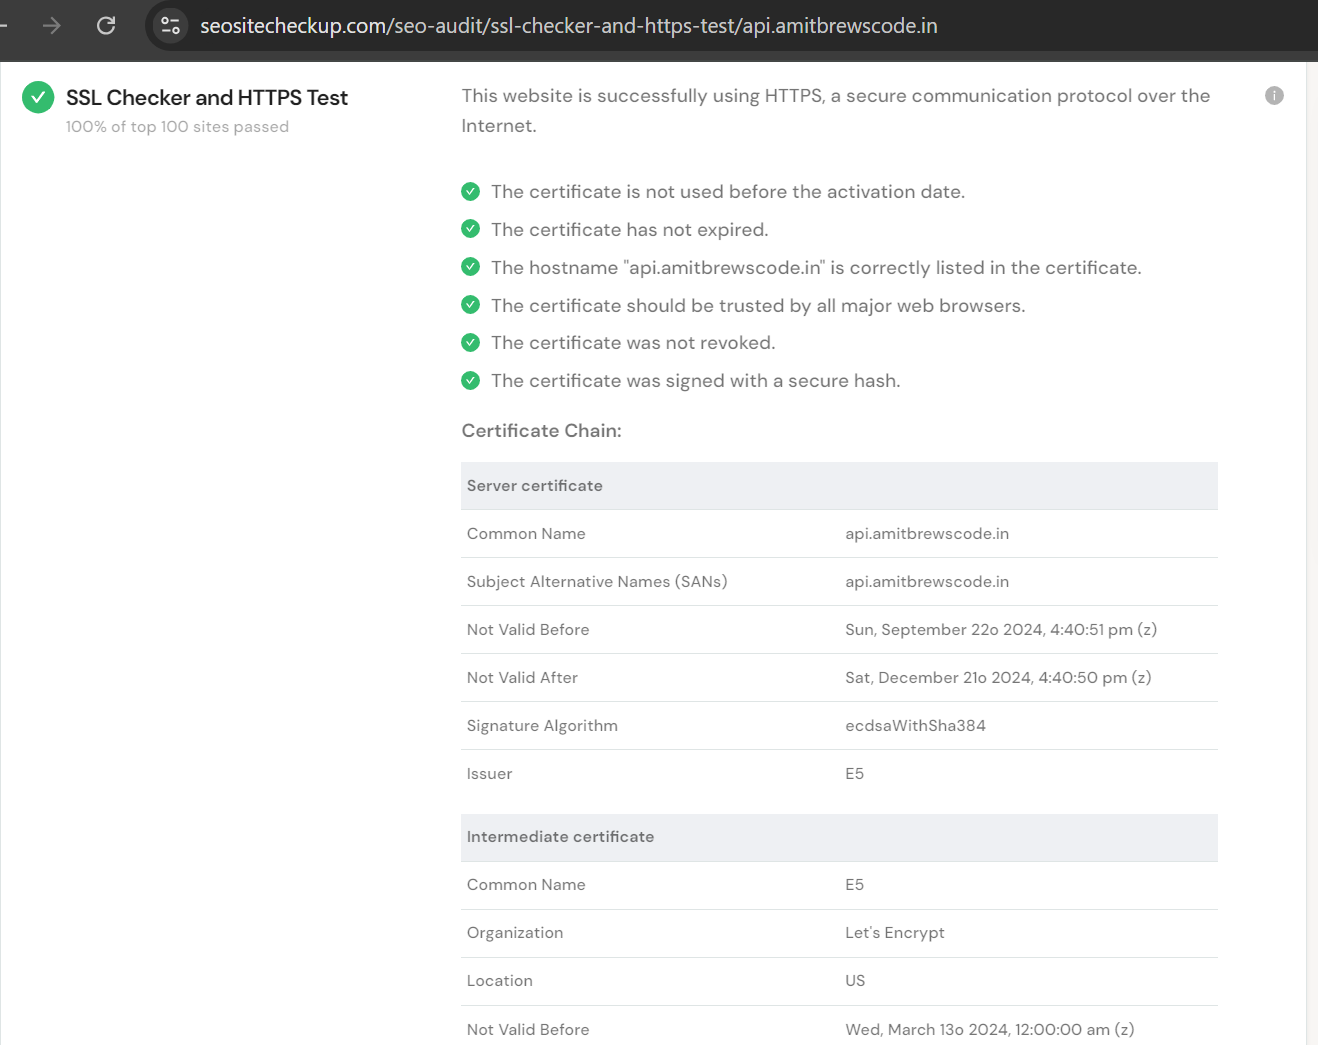 seositecheckup.com/seo-audit/ssl-checker-and-https-test/api.amitbrewscode.in
SSL Checker and HTTPS Test
100% of top 100 sites passed
This website is successfully using HTTPS, a secure communication protocol over the
Internet.
The certificate is not used before the activation date.
The certificate has not expired.
The hostname "api.amitbrewscode.in" is correctly listed in the certificate.
The certificate should be trusted by all major web browsers.
The certificate was not revoked.
The certificate was signed with a secure hash.
Certificate Chain:
Server certificate
Common Name api.amitbrewscode.in
Subject Alternative Names (SANs) api.amitbrewscode.in
Not Valid Before Sun, September 22o 2024, 4:40:51 pm (z)
Not Valid After Sat, December 21o 2024, 4:40:50 pm (z)
Signature Algorithm ecdsaWithSha384
Issuer E5
Intermediate certificate
Common Name E5
Organization Let's Encrypt
Location US
Not Valid Before Wed, March 13o 2024, 12:00:00 am (z)